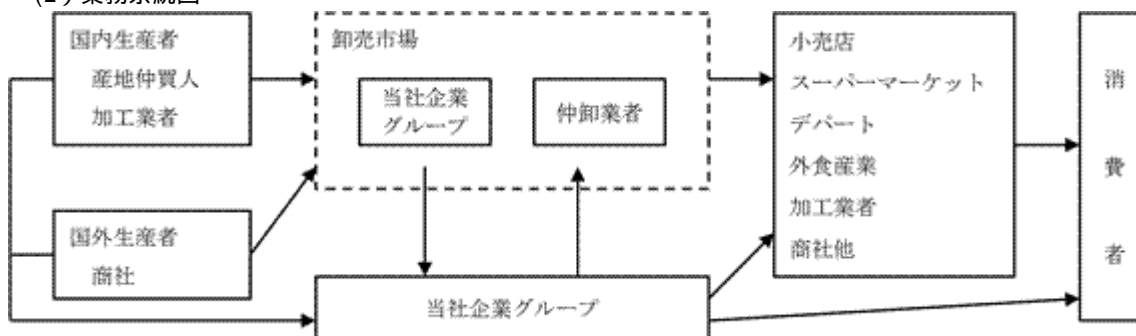 (2) 業務系統図
国内生産者
産地仲買人
加工業者
国外生産者
商社
卸売市場
当社企業
グループ
仲卸業者
当社企業グループ
小売店
スーパーマーケット
デパート
外食産業
加工業者
商社他
消
費
者